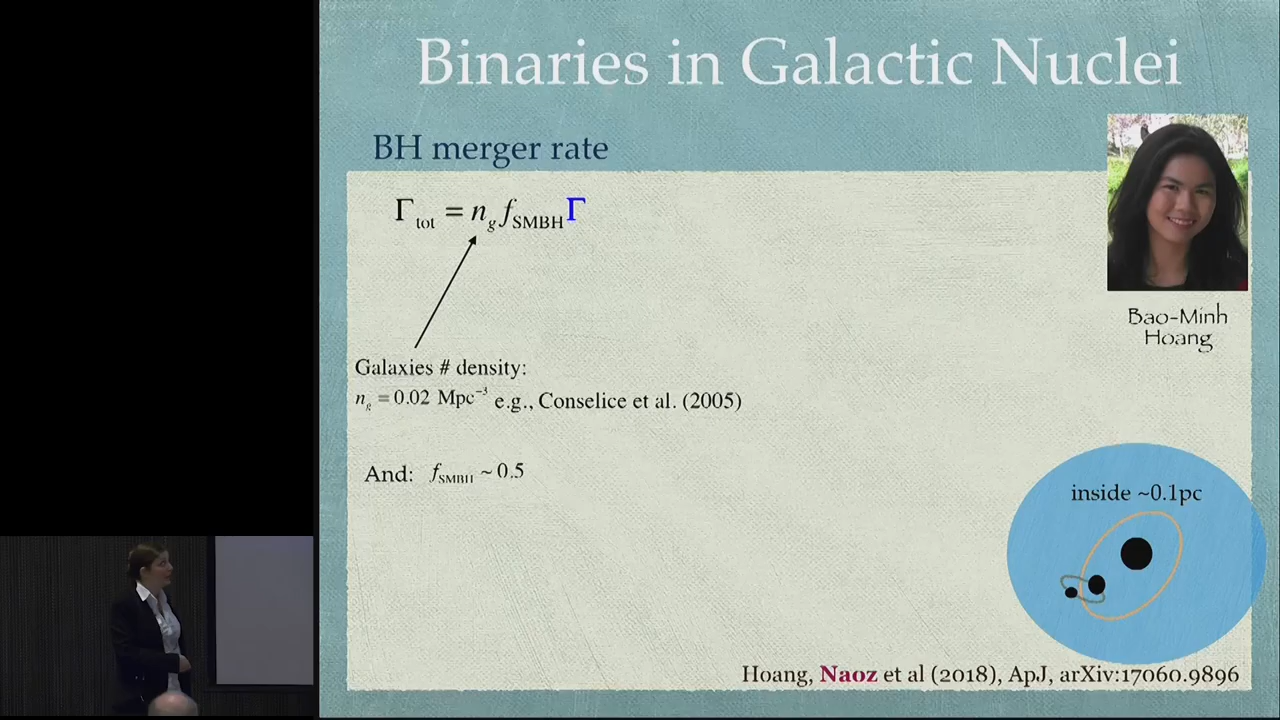 Binaries in Galactic Nuclei
BH merger rate
Γtot = ng fSMBH Γ
Galaxies # density:
ng = 0.02 Mpc⁻³ e.g., Conselice et al. (2005)
And: fSMBH ~ 0.5
Bao-Minh
Hoang
inside ~0.1pc
Hoang, Naoz et al (2018), ApJ, arXiv:17060.9896